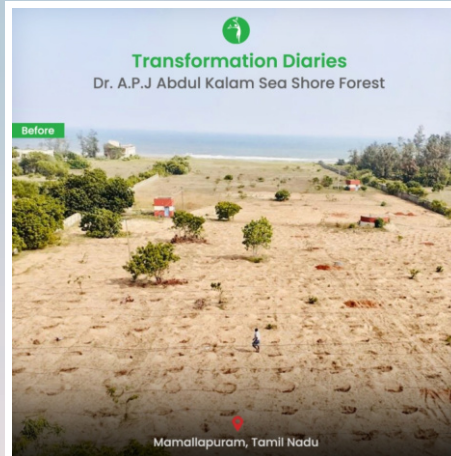 Transformation Diaries
Dr. A.P.J Abdul Kalam Sea Shore Forest
Before
Mamallapuram, Tamil Nadu